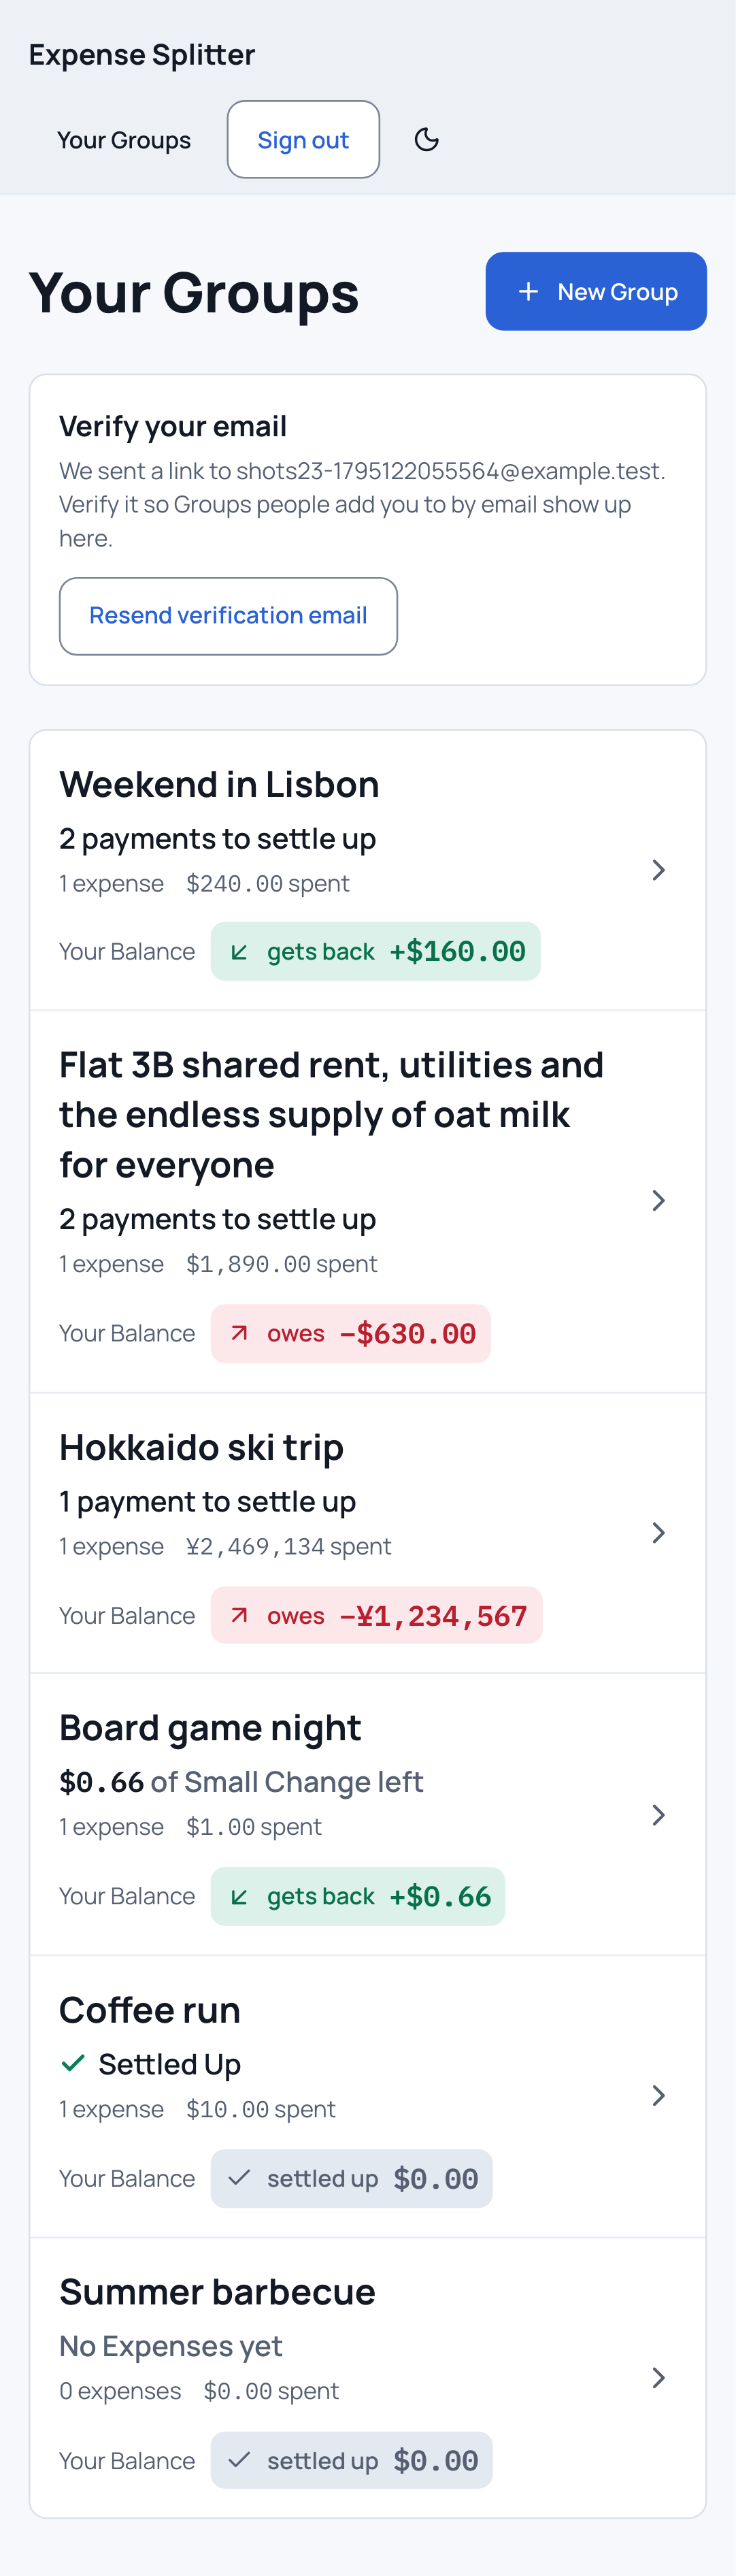 Expense Splitter
Your Groups
Sign out
Your Groups
New Group
Verify your email
We sent a link to shots23-1795122055564@example.test.
Verify it so Groups people add you to by email show up
here.
Resend verification email
Weekend in Lisbon
2 payments to settle up
1 expense $240.00 spent
Your Balance gets back +$160.00
Flat 3B shared rent, utilities and
the endless supply of oat milk
for everyone
2 payments to settle up
1 expense $1,890.00 spent
Your Balance owes −$630.00
Hokkaido ski trip
1 payment to settle up
1 expense ¥2,469,134 spent
Your Balance owes −¥1,234,567
Board game night
$0.66 of Small Change left
1 expense $1.00 spent
Your Balance gets back +$0.66
Coffee run
Settled Up
1 expense $10.00 spent
Your Balance settled up $0.00
Summer barbecue
No Expenses yet
0 expenses $0.00 spent
Your Balance settled up $0.00